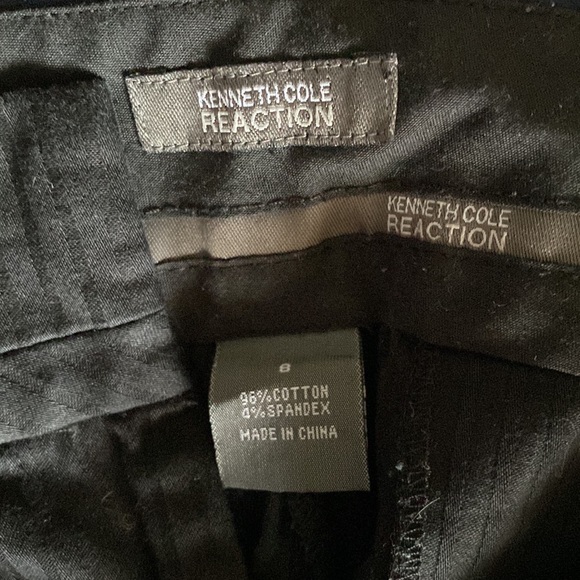 KENNETH COLE
REACTION
KENNETH COLE
REACTION
8
96%COTTON
4%SPANDEX
MADE IN CHINA